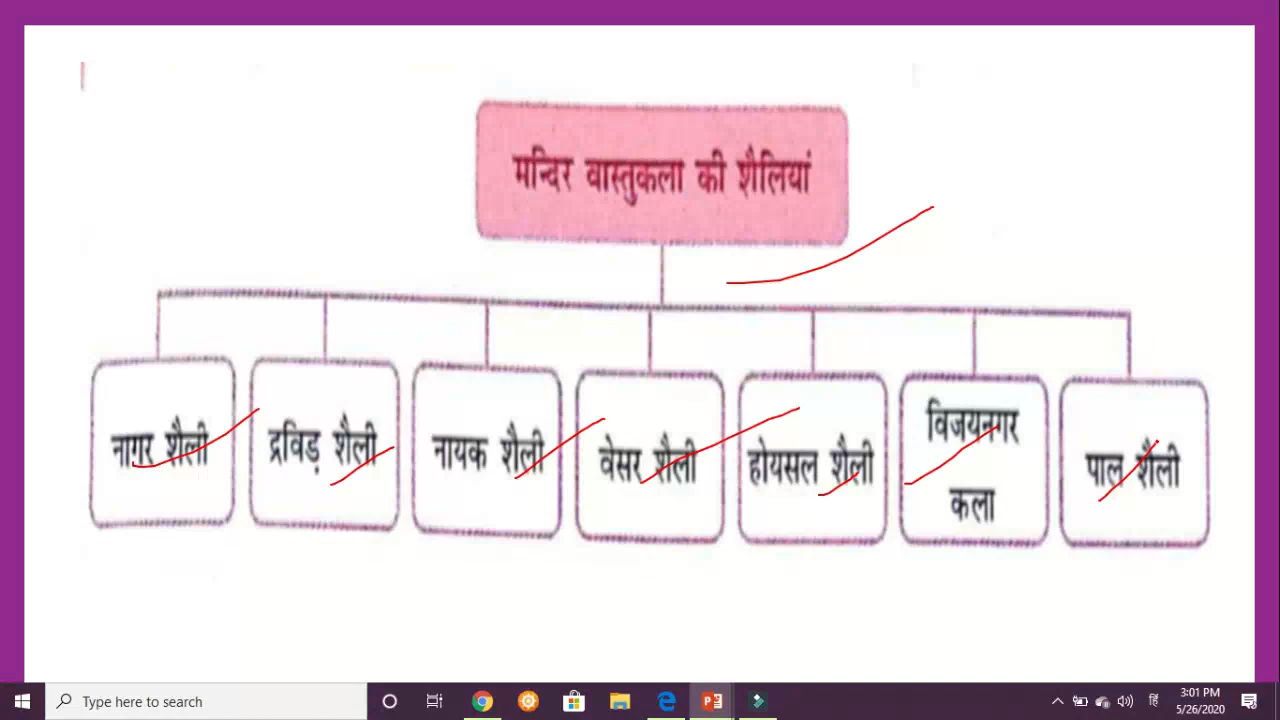 मन्दिर वास्तुकला की शैलियां
नागर शैली
द्रविड़ शैली
नायक शैली
वेसर शैली
होयसल शैली
विजयनगर
कला
पाल शैली
Type here to search
हिं
3:01 PM
5/26/2020